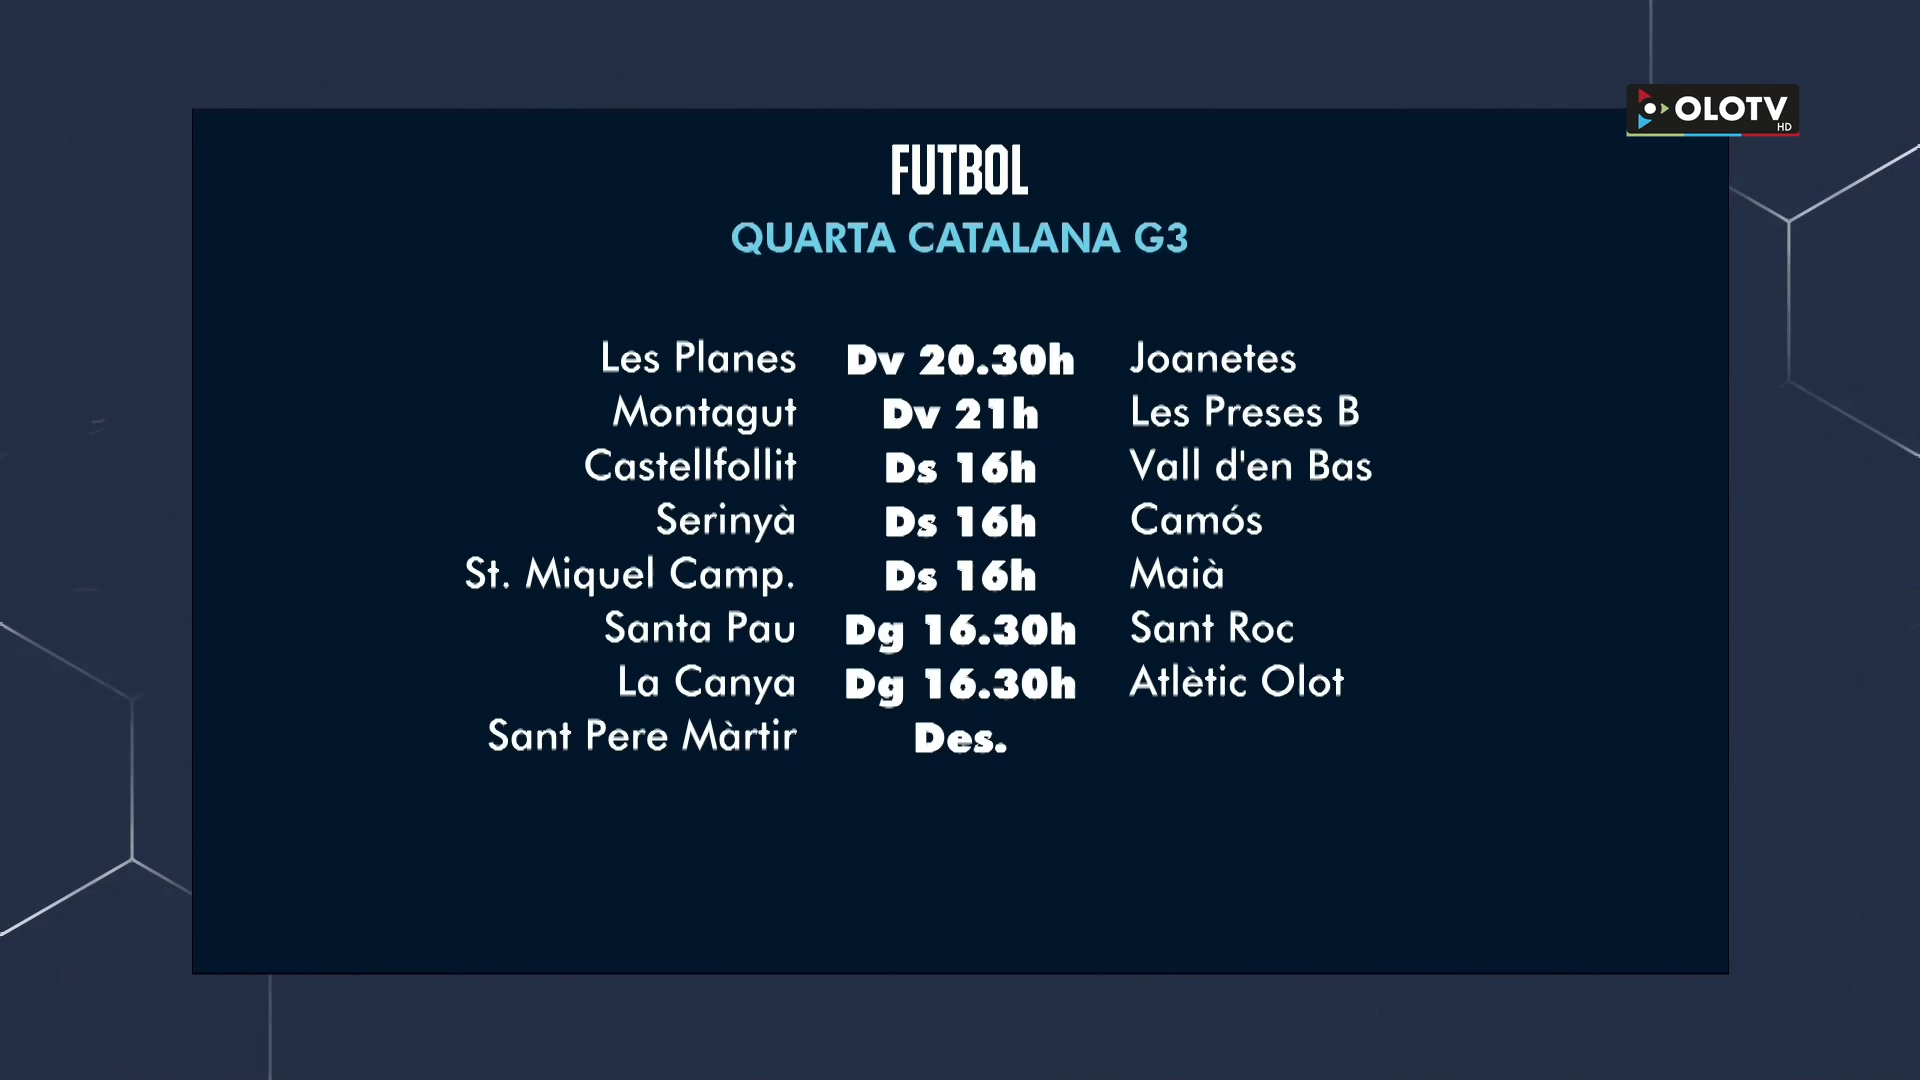 OLOTV
HD
FUTBOL
QUARTA CATALANA G3
Les Planes Dv 20.30h Joanetes
Montagut Dv 21h Les Preses B
Castellfollit Ds 16h Vall d'en Bas
Serinyà Ds 16h Camós
St. Miquel Camp. Ds 16h Maià
Santa Pau Dg 16.30h Sant Roc
La Canya Dg 16.30h Atlètic Olot
Sant Pere Màrtir Des.